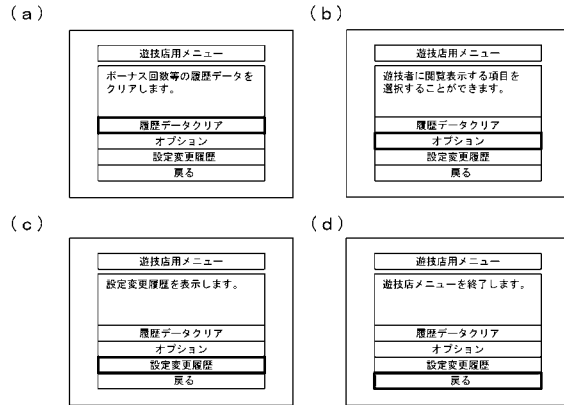 (a)
遊技店用メニュー
ボーナス回数等の履歴データを
クリアします。
履歴データクリア
オプション
設定変更履歴
戻る
(b)
遊技店用メニュー
遊技者に閲覧表示する項目を
選択することができます。
履歴データクリア
オプション
設定変更履歴
戻る
(c)
遊技店用メニュー
設定変更履歴を表示します。
履歴データクリア
オプション
設定変更履歴
戻る
(d)
遊技店用メニュー
遊技店メニューを終了します。
履歴データクリア
オプション
設定変更履歴
戻る